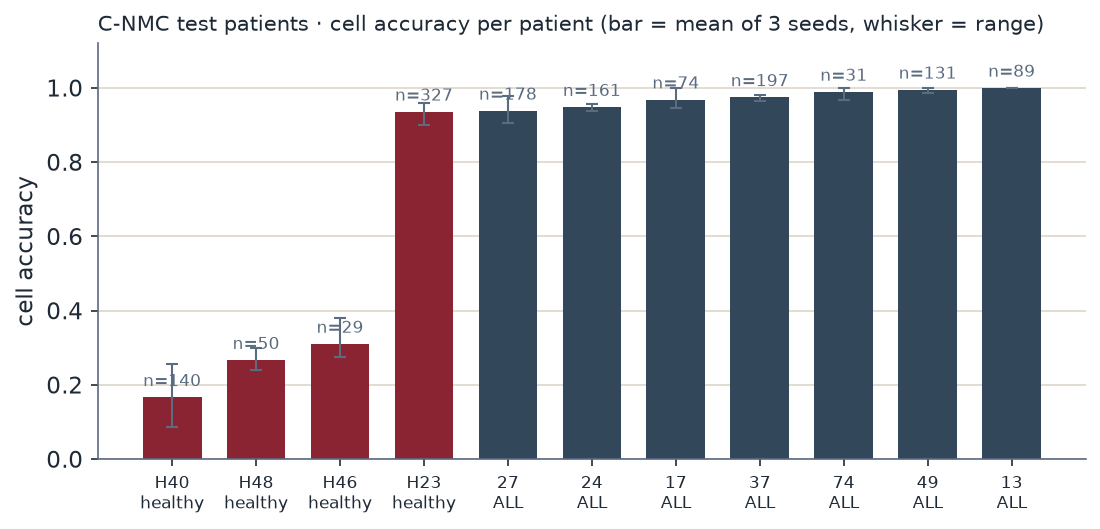 C-NMC test patients · cell accuracy per patient (bar = mean of 3 seeds, whisker = range)
cell accuracy
1.0
0.8
0.6
0.4
0.2
0.0
n=140
n=50
n=29
n=327
n=178
n=161
n=74
n=197
n=31
n=131
n=89
H40 healthy
H48 healthy
H46 healthy
H23 healthy
27 ALL
24 ALL
17 ALL
37 ALL
74 ALL
49 ALL
13 ALL